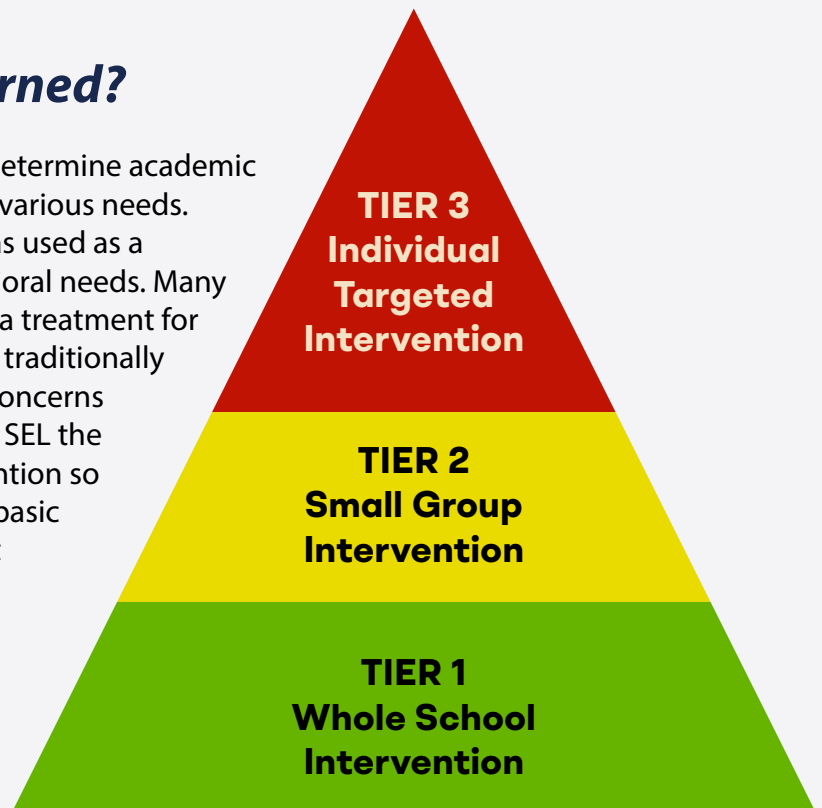 rned?
etermine academic
various needs.
s used as a
oral needs. Many
a treatment for
traditionally
oncerns
SEL the
ntion so
basic
TIER 3
Individual
Targeted
Intervention
TIER 2
Small Group
Intervention
TIER 1
Whole School
Intervention